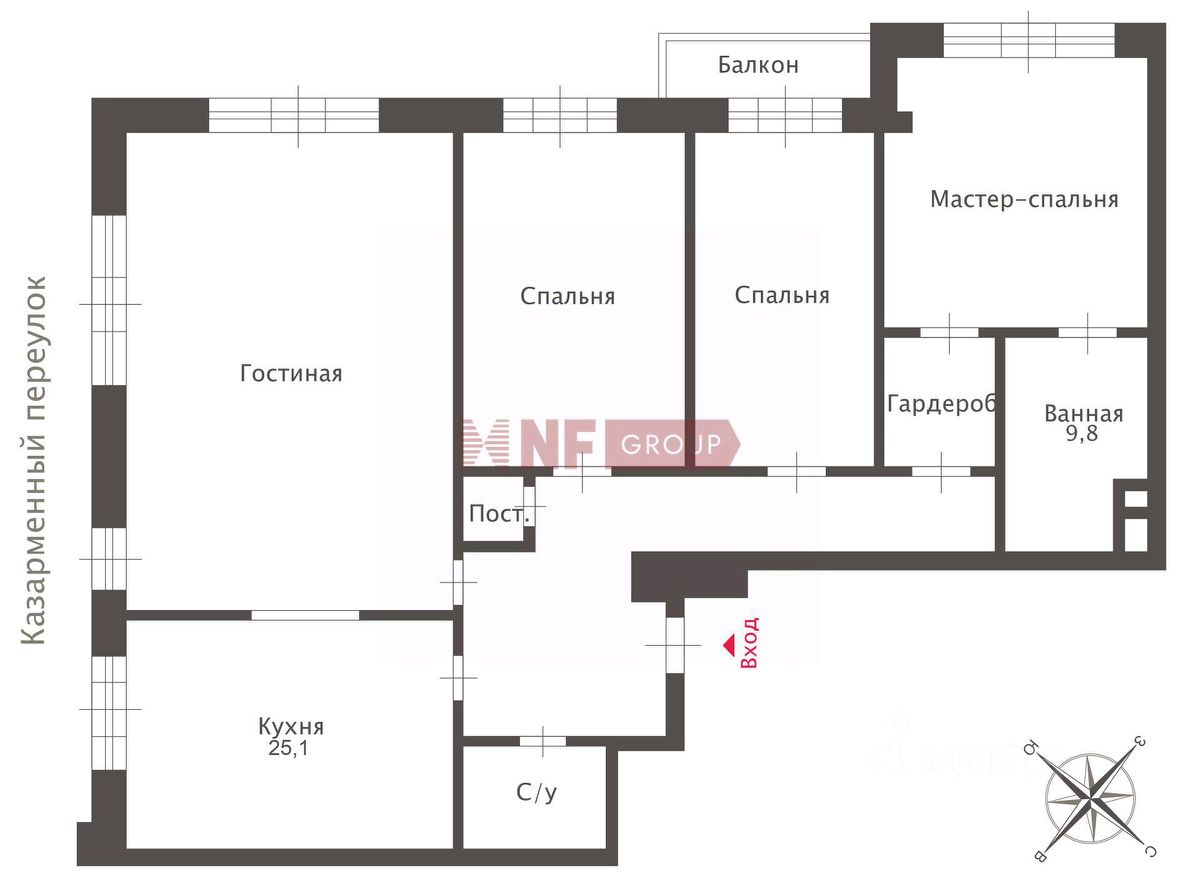 Балкон
Мастер-спальня
Спальня
Спальня
Казарменный переулок
Гостиная
Гардероб
Ванная
9,8
NF GROUP
Пост.
Вход
Кухня
25,1
С/у
Ю
З
В
С
циан